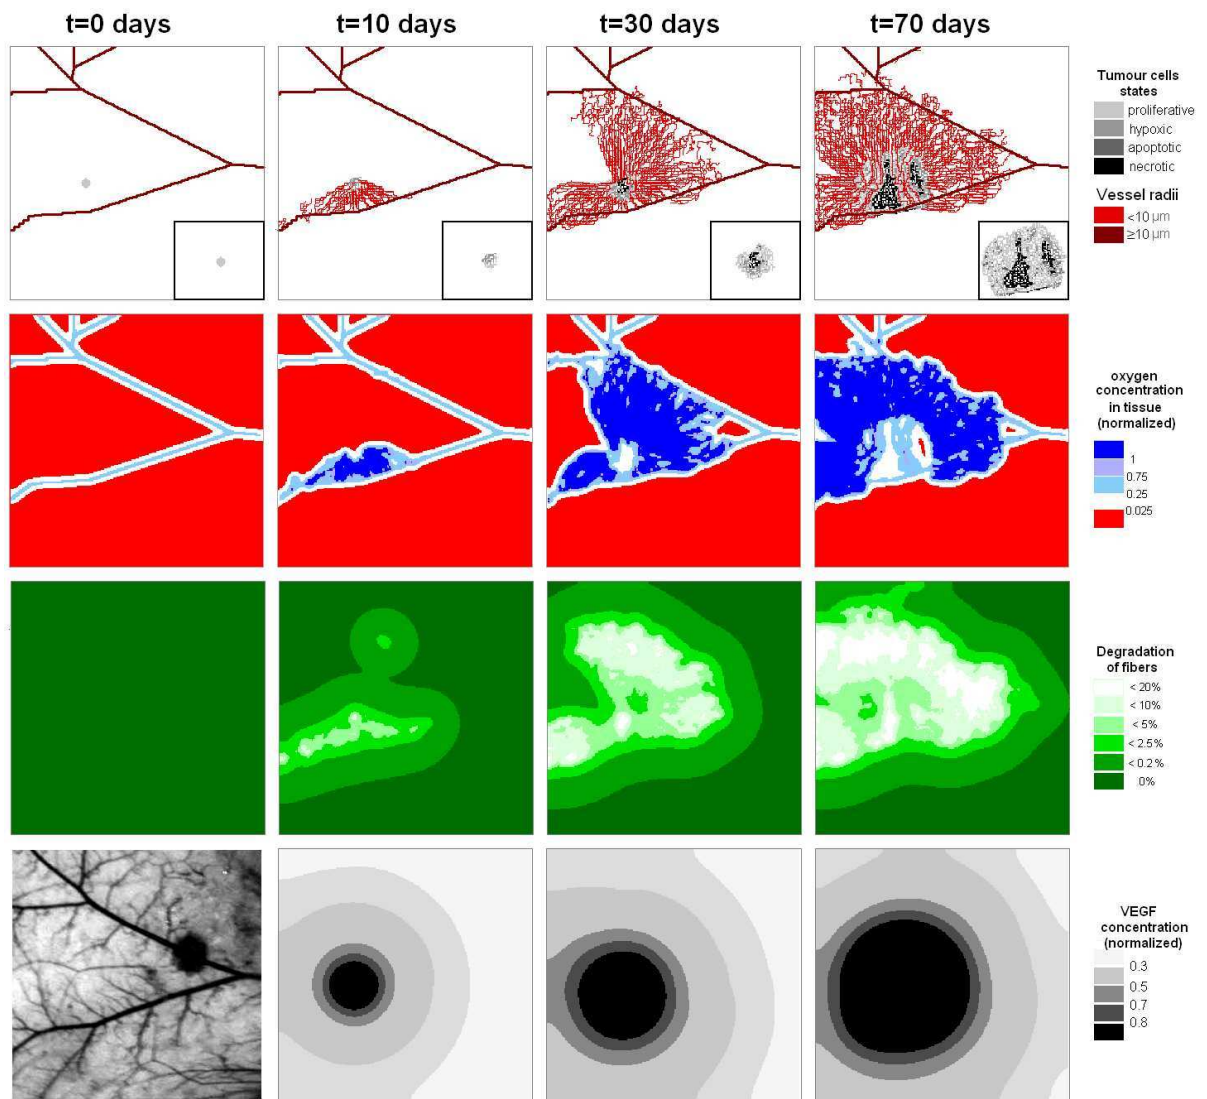 t=0 days
t=10 days
t=30 days
t=70 days
Tumour cells
states
proliferative
hypoxic
apoptotic
necrotic
Vessel radii
<10 µm
≥10 µm
oxygen
concentration
in tissue
(normalized)
1
0.75
0.25
0.025
Degradation
of fibers
<20%
<10%
<5%
<2.5%
<0.2%
0%
VEGF
concentration
(normalized)
0.3
0.5
0.7
0.8